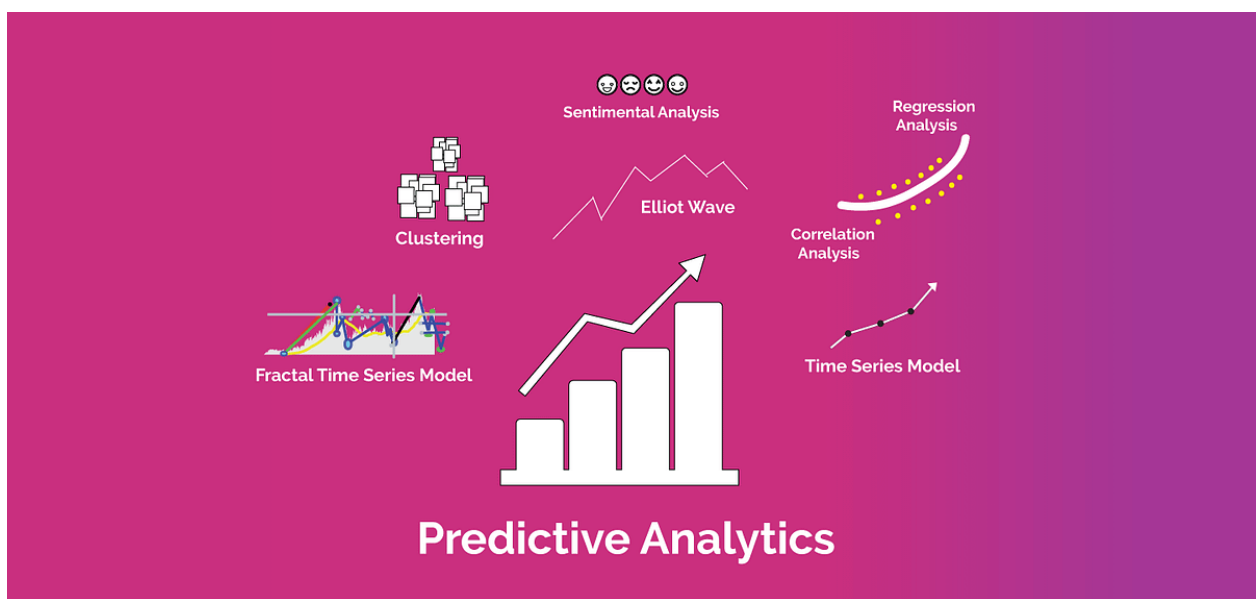 Sentimental Analysis
Regression
Analysis
Elliot Wave
Clustering
Correlation
Analysis
Fractal Time Series Model
Time Series Model
Predictive Analytics